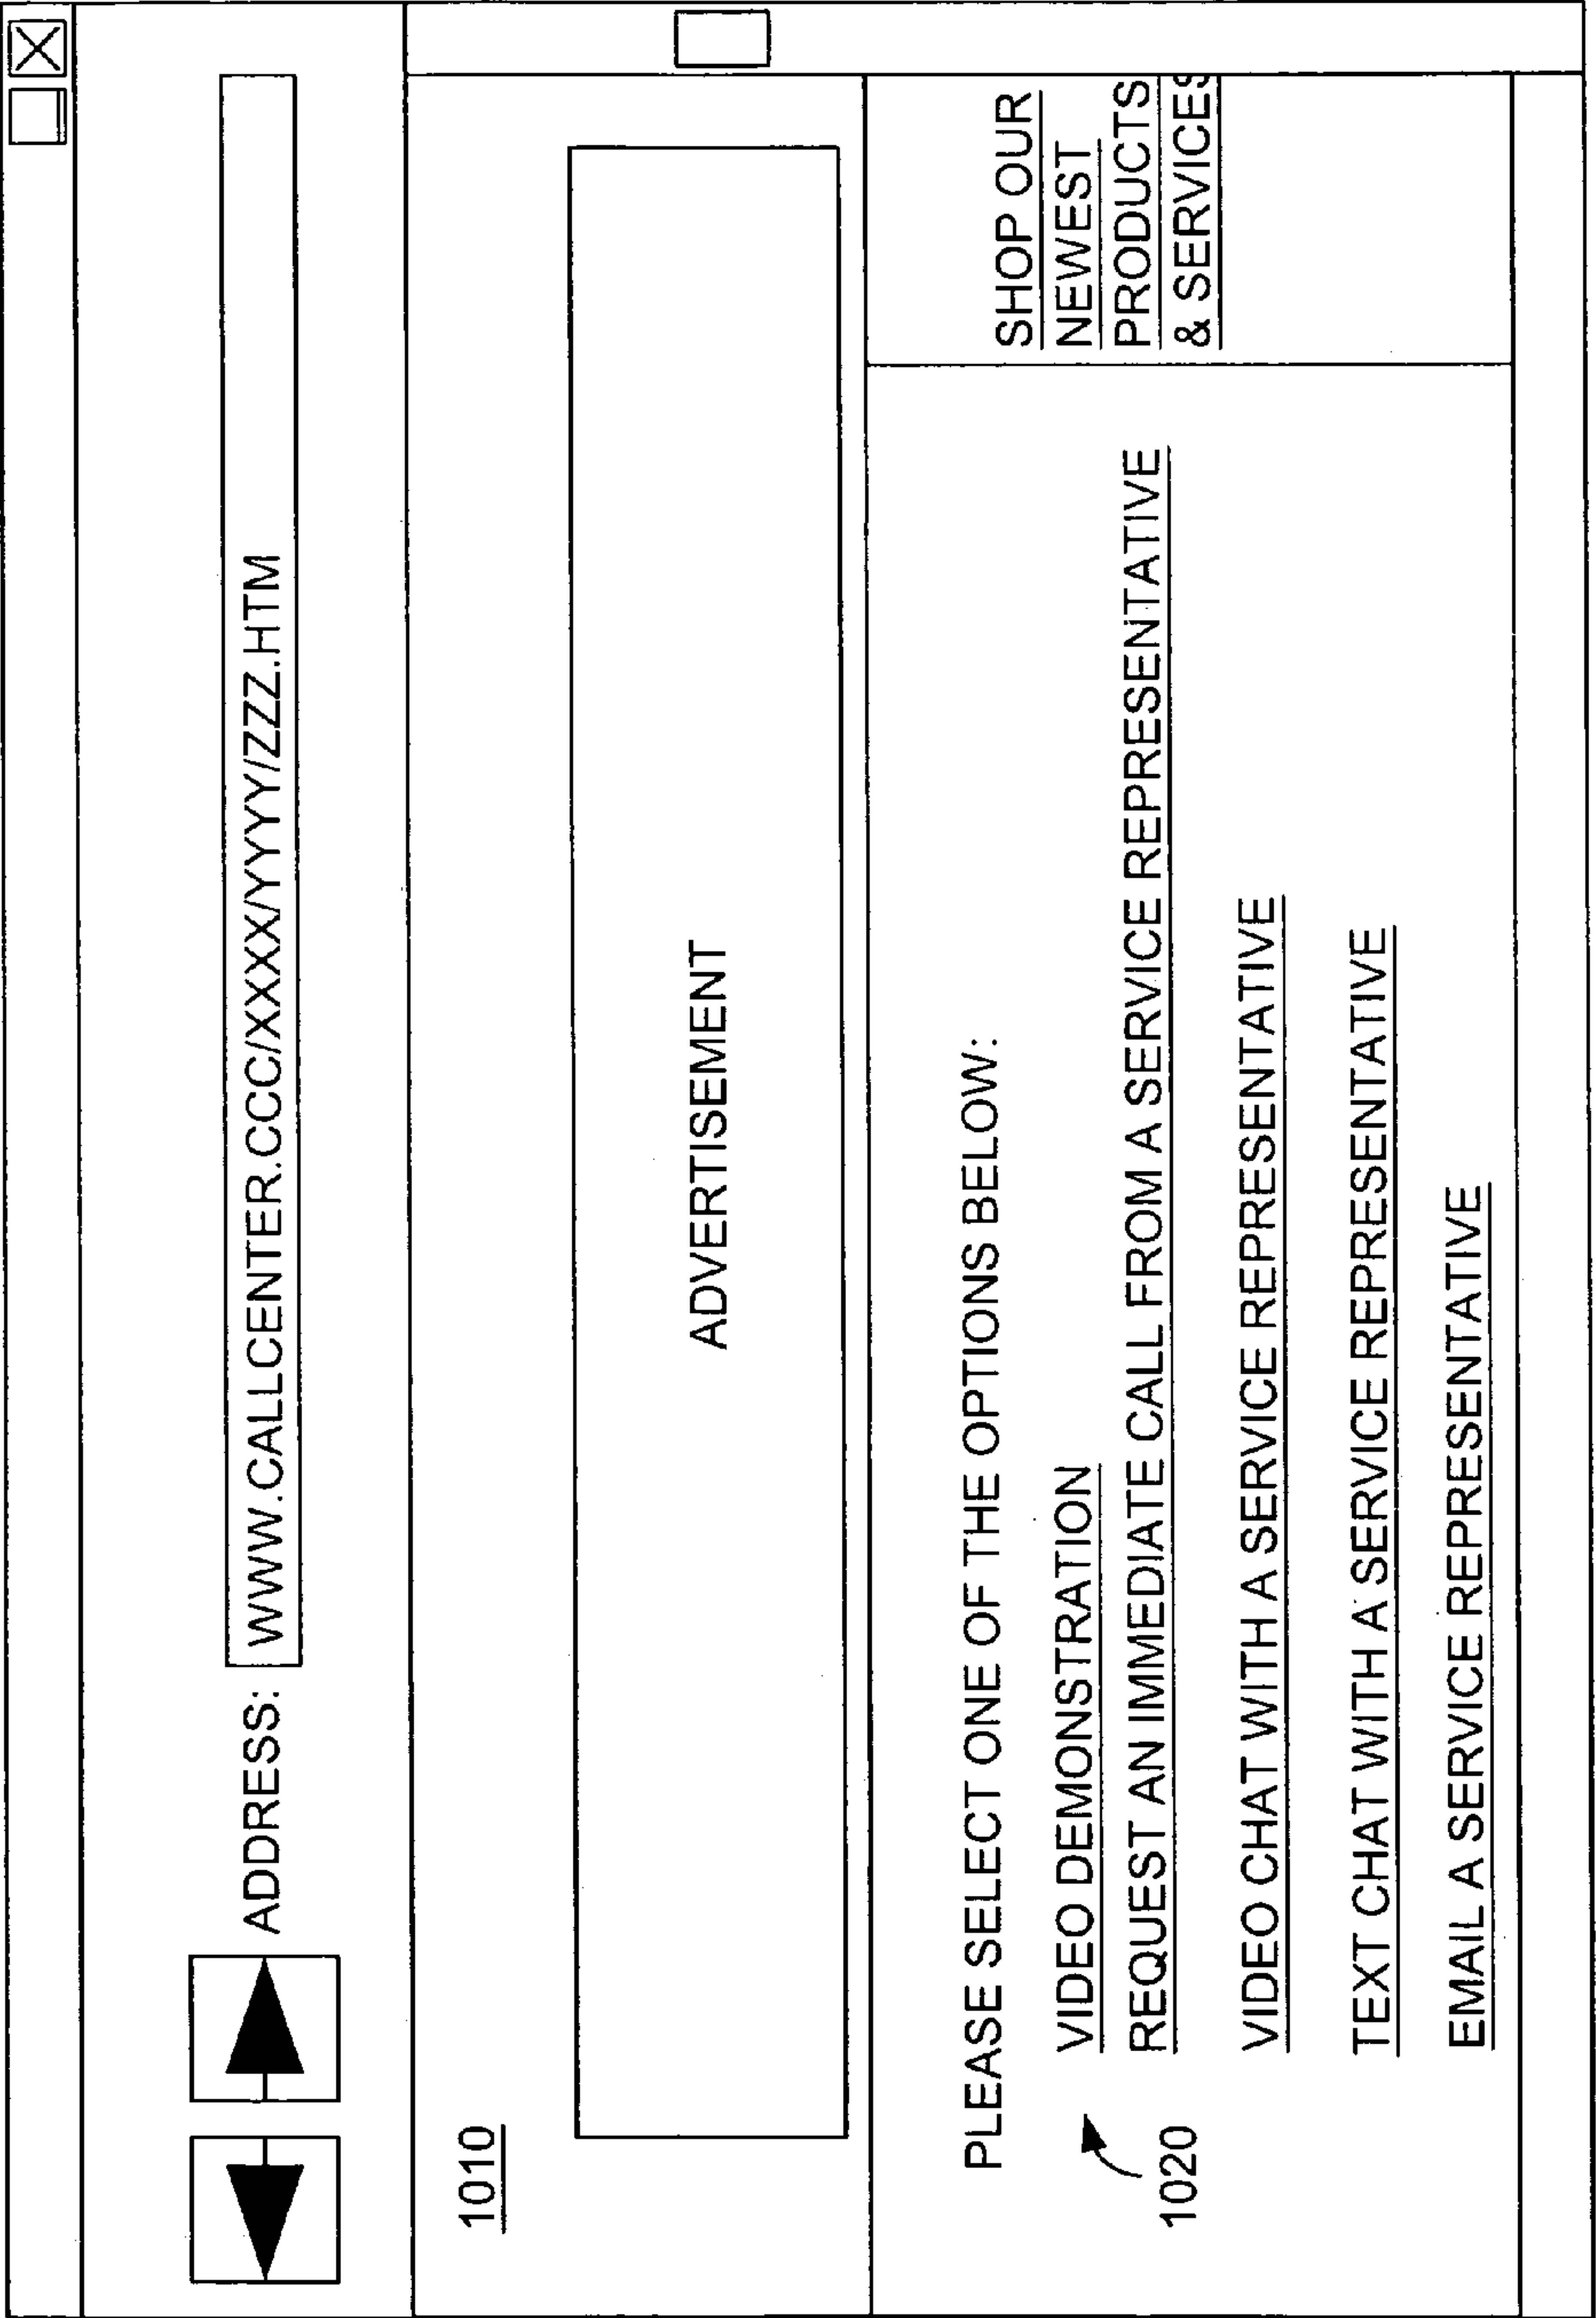 ADDRESS: WWW.CALLCENTER.CCC/XXXX/YYYY/ZZZ.HTM
1010
ADVERTISEMENT
PLEASE SELECT ONE OF THE OPTIONS BELOW:
1020
VIDEO DEMONSTRATION
REQUEST AN IMMEDIATE CALL FROM A SERVICE REPRESENTATIVE
VIDEO CHAT WITH A SERVICE REPRESENTATIVE
TEXT CHAT WITH A SERVICE REPRESENTATIVE
EMAIL A SERVICE REPRESENTATIVE
SHOP OUR
NEWEST
PRODUCTS
& SERVICES